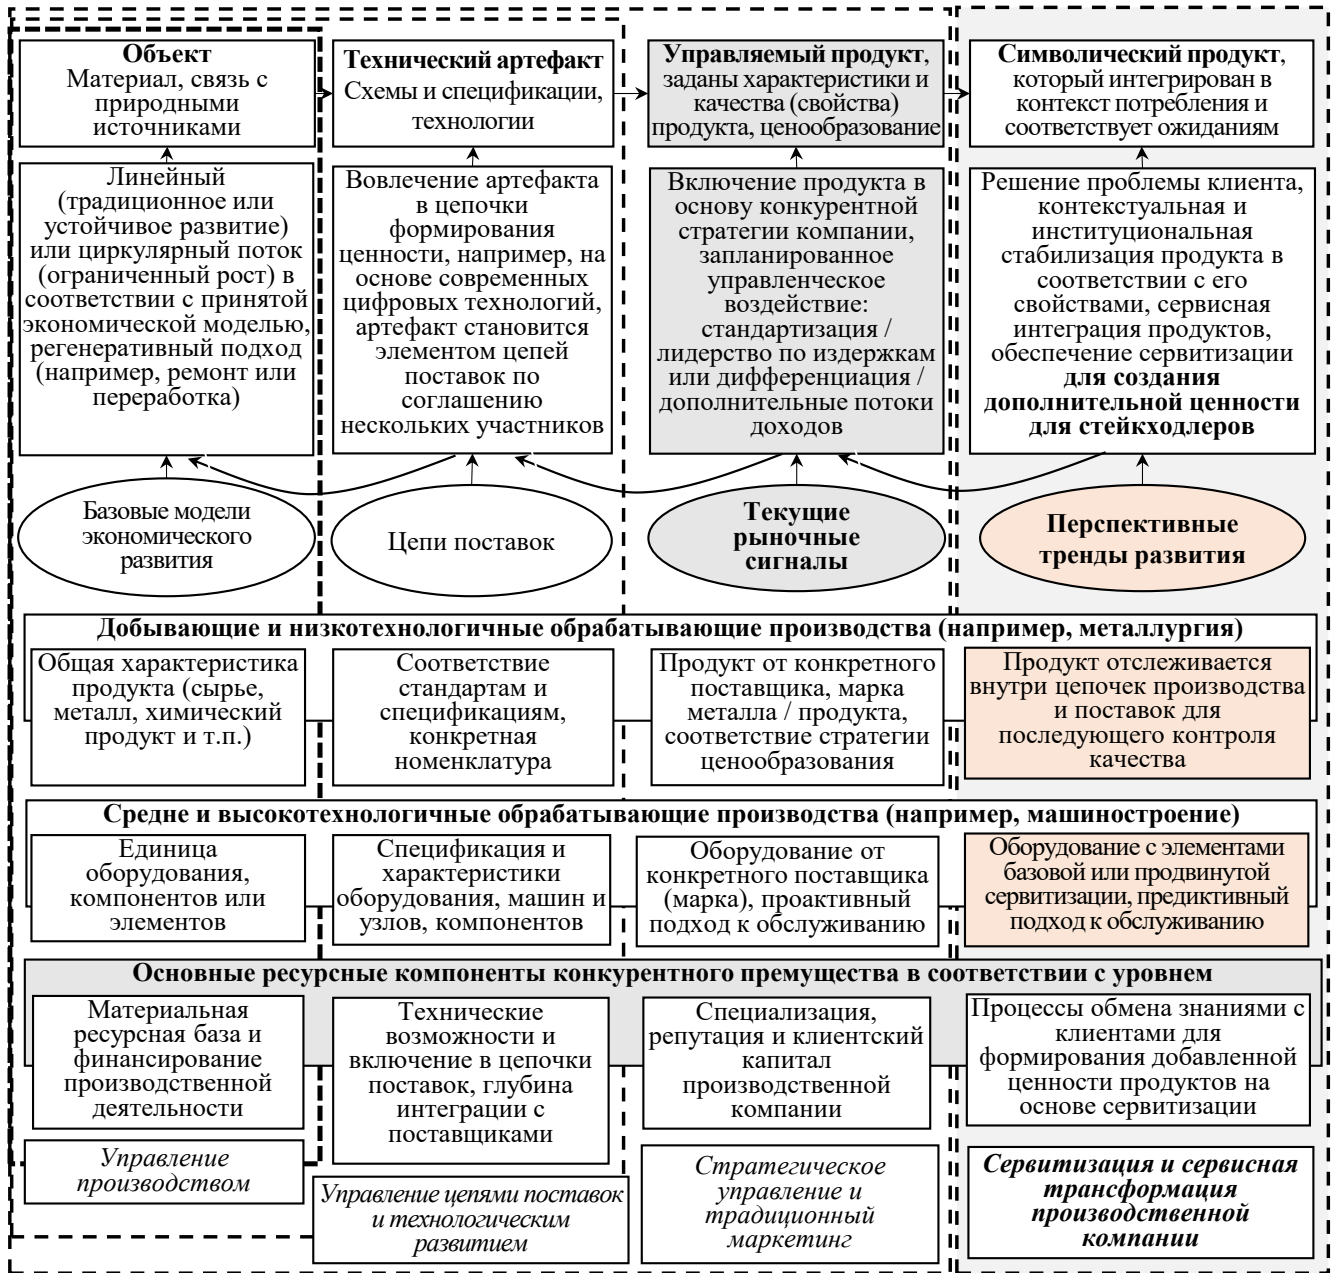 Объект
Материал, связь с
природными
источниками
Технический артефакт
Схемы и спецификации,
технологии
Управляемый продукт,
заданы характеристики и
качества (свойства)
продукта, ценообразование
Символический продукт,
который интегрирован в
контекст потребления и
соответствует ожиданиям
Линейный
(традиционное или
устойчивое развитие)
или циркулярный поток
(ограниченный рост) в
соответствии с принятой
экономической моделью,
регенеративный подход
(например, ремонт или
переработка)
Вовлечение артефакта
в цепочки
формирования
ценности, например, на
основе современных
цифровых технологий,
артефакт становится
элементом цепей
поставок по
соглашению
нескольких участников
Включение продукта в
основу конкурентной
стратегии компании,
запланированное
управленческое
воздействие:
стандартизация /
лидерство по издержкам
или дифференциация /
дополнительные потоки
доходов
Решение проблемы клиента,
контекстуальная и
институциональная
стабилизация продукта в
соответствии с его
свойствами, сервисная
интеграция продуктов,
обеспечение сервитизации
для создания
дополнительной ценности
для стейкходлеров
Базовые модели
экономического
развития
Цепи поставок
Текущие
рыночные
сигналы
Перспективные
тренды развития
Добывающие и низкотехнологичные обрабатывающие производства (например, металлургия)
Общая характеристика
продукта (сырье,
металл, химический
продукт и т.п.)
Соответствие
стандартам и
спецификациям,
конкретная
номенклатура
Продукт от конкретного
поставщика, марка
металла / продукта,
соответствие стратегии
ценообразования
Продукт отслеживается
внутри цепочек производства
и поставок для
последующего контроля
качества
Средне и высокотехнологичные обрабатывающие производства (например, машиностроение)
Единица
оборудования,
компонентов или
элементов
Спецификация и
характеристики
оборудования, машин и
узлов, компонентов
Оборудование от
конкретного поставщика
(марка), проактивный
подход к обслуживанию
Оборудование с элементами
базовой или продвинутой
сервитизации, предиктивный
подход к обслуживанию
Основные ресурсные компоненты конкурентного премущества в соответствии с уровнем
Материальная
ресурсная база и
финансирование
производственной
деятельности
Технические
возможности и
включение в цепочки
поставок, глубина
интеграции с
поставщиками
Специализация,
репутация и клиентский
капитал
производственной
компании
Процессы обмена знаниями с
клиентами для
формирования добавленной
ценности продуктов на
основе сервитизации
Управление
производством
Управление цепями поставок
и технологическим
развитием
Стратегическое
управление и
традиционный
маркетинг
Сервитизация и сервисная
трансформация
производственной
компании